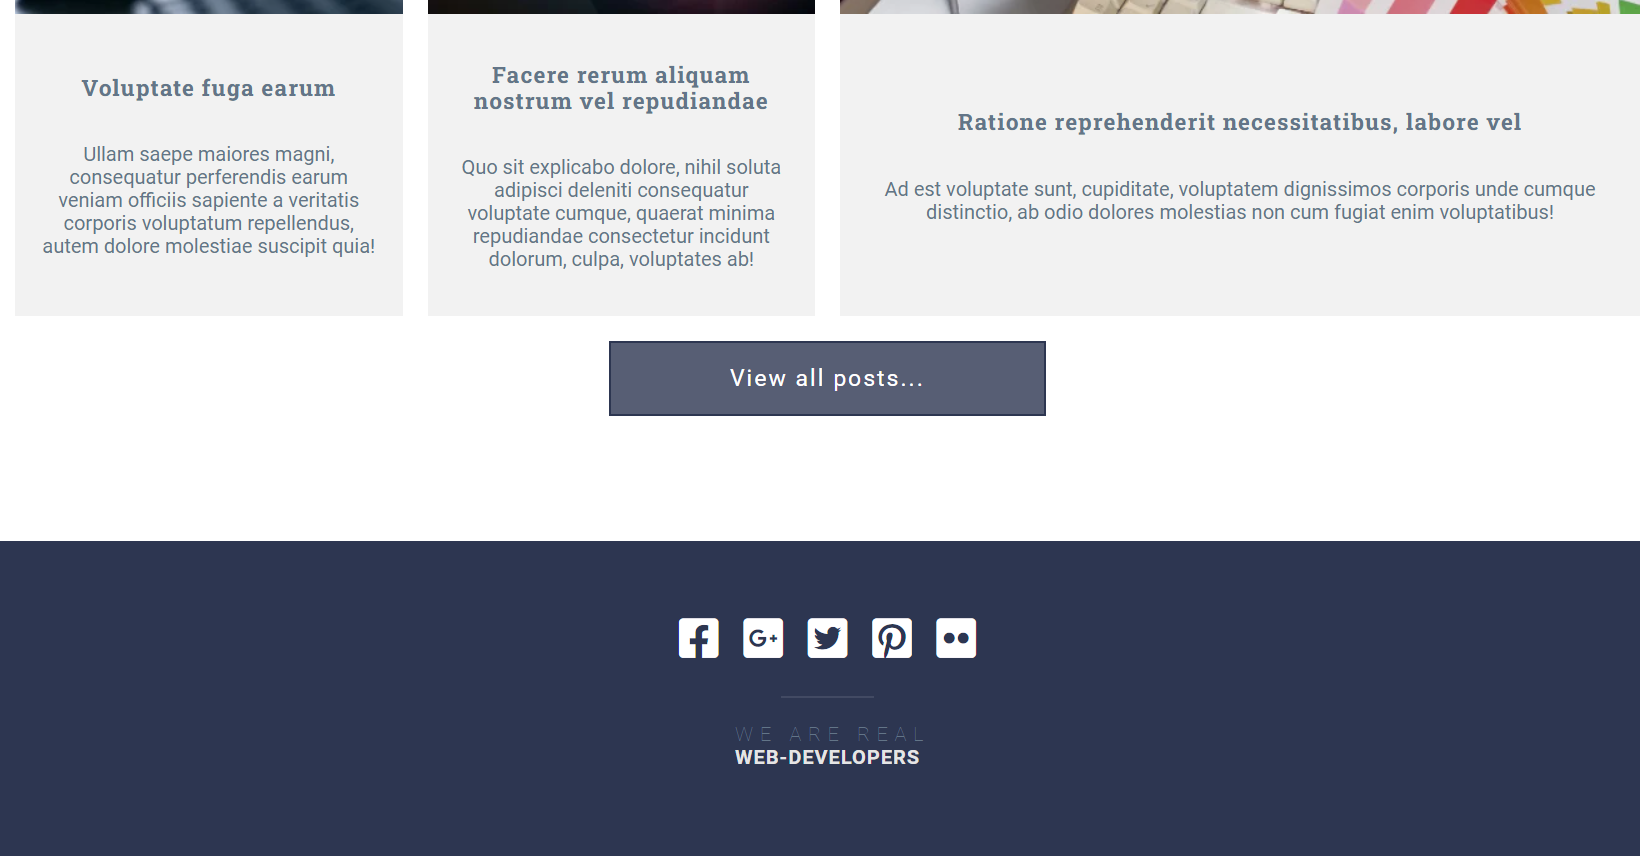 Voluptate fuga earum
Ullam saepe maiores magni,
consequatur perferendis earum
veniam officiis sapiente a veritatis
corporis voluptatum repellendus,
autem dolore molestiae suscipit quia!
Facere rerum aliquam
nostrum vel repudiandae
Quo sit explicabo dolore, nihil soluta
adipisci deleniti consequatur
voluptate cumque, quaerat minima
repudiandae consectetur incidunt
dolorum, culpa, voluptates ab!
Ratione reprehenderit necessitatibus, labore vel
Ad est voluptate sunt, cupiditate, voluptatem dignissimos corporis unde cumque
distinctio, ab odio dolores molestias non cum fugiat enim voluptatibus!
View all posts...
WE ARE REAL
WEB-DEVELOPERS